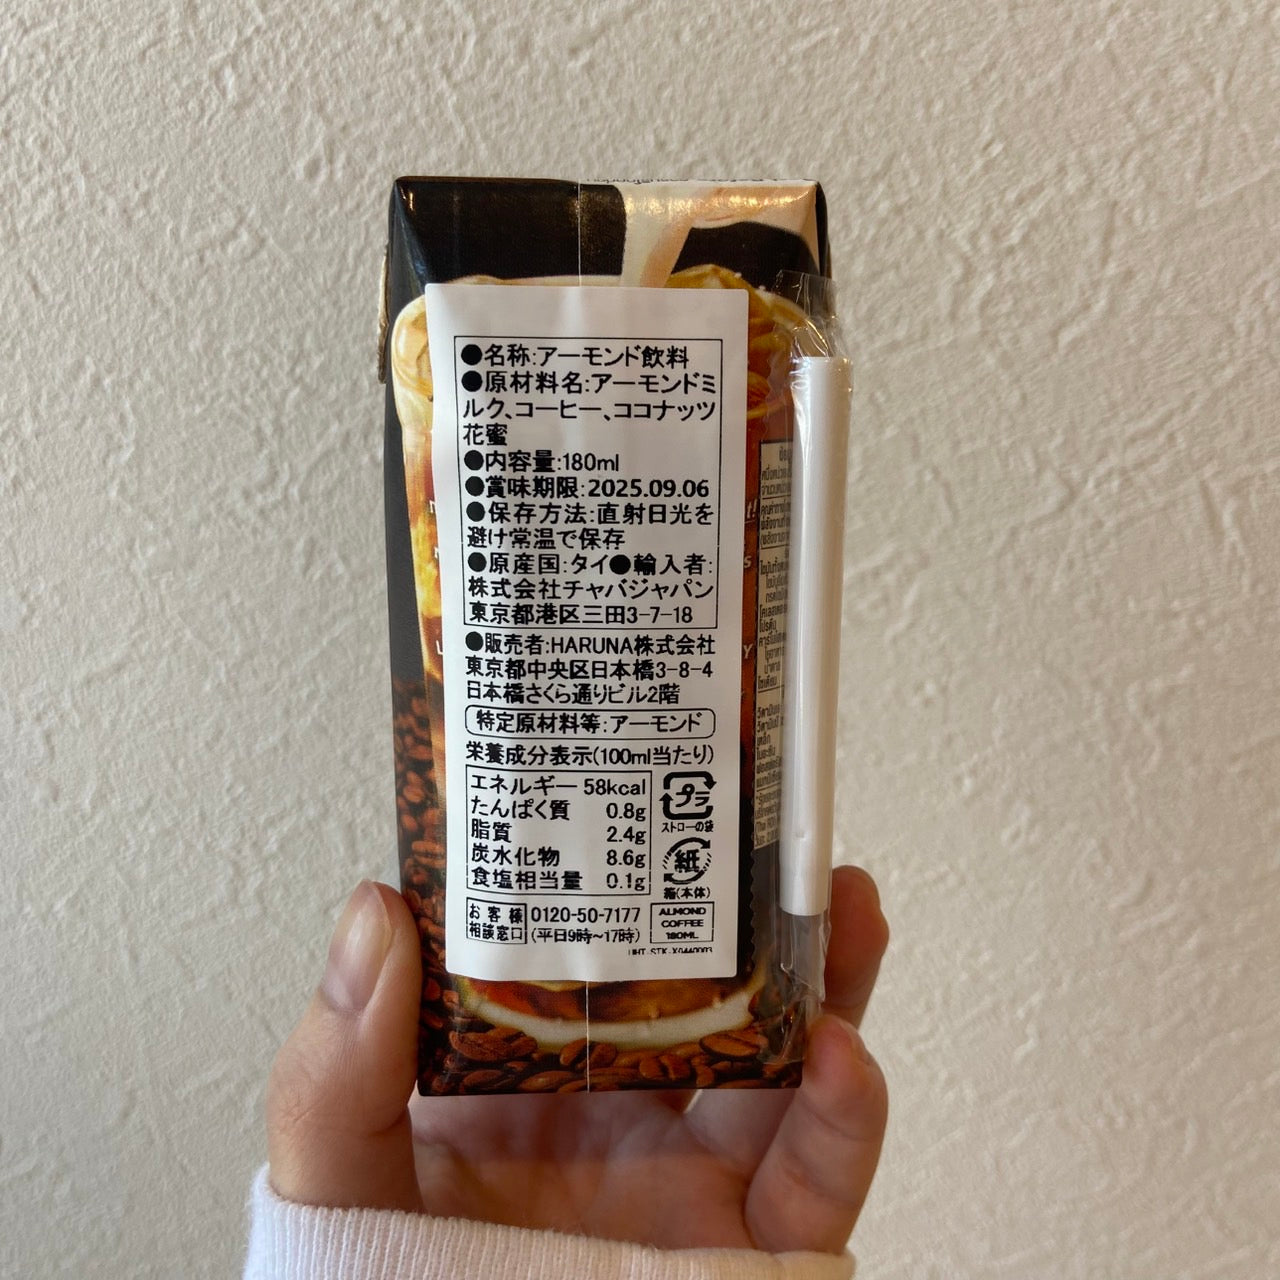 ●名称:アーモンド飲料
●原材料名:アーモンドミ
ルク、コーヒー、ココナッツ
花蜜
●内容量:180ml
●賞味期限:2025.09.06
●保存方法:直射日光を
避け常温で保存
●原産国:タイ●輸入者:
株式会社チャバジャパン
東京都港区三田3-7-18
●販売者:HARUNA株式会社
東京都中央区日本橋3-8-4
日本橋さくら通りビル2階
特定原材料等:アーモンド
栄養成分表示(100ml当たり)
エネルギー 58kcal
たんぱく質 0.8g
脂質 2.4g
炭水化物 8.6g
食塩相当量 0.1g
プラ
ストローの袋
紙
箱(本体)
お客様
相談窓口
0120-50-7177
(平日9時~17時)
ALMOND
COFFEE
180ML